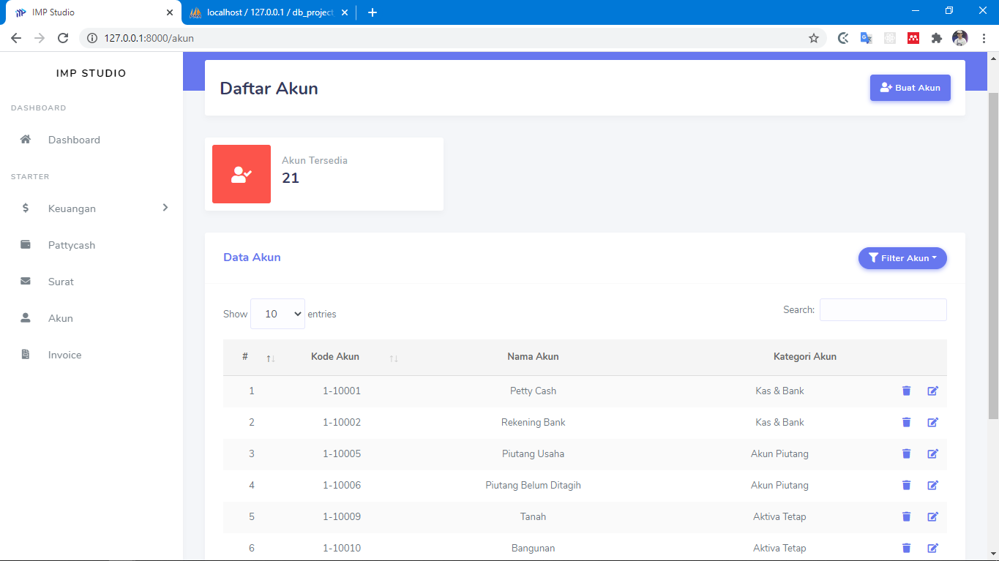 IMP Studio
localhost / 127.0.0.1 / db_project
127.0.0.1:8000/akun
IMP STUDIO
DASHBOARD
Dashboard
STARTER
Keuangan
Pattycash
Surat
Akun
Invoice
Daftar Akun
Buat Akun
Akun Tersedia
21
Data Akun
Filter Akun
Show 10 entries
Search:
# Kode Akun Nama Akun Kategori Akun
1 1-10001 Petty Cash Kas & Bank
2 1-10002 Rekening Bank Kas & Bank
3 1-10005 Piutang Usaha Akun Piutang
4 1-10006 Piutang Belum Ditagih Akun Piutang
5 1-10009 Tanah Aktiva Tetap
6 1-10010 Bangunan Aktiva Tetap